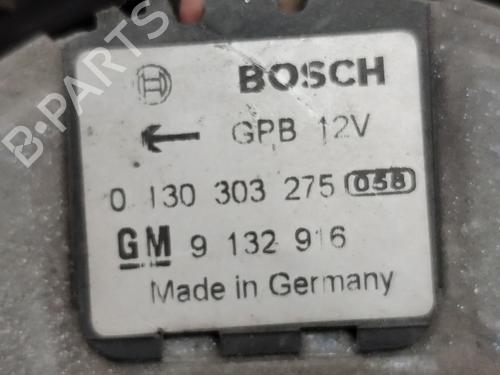 B-PARTS
BOSCH
GPB 12V
0 130 303 275 058
GM 9 132 916
Made in Germany